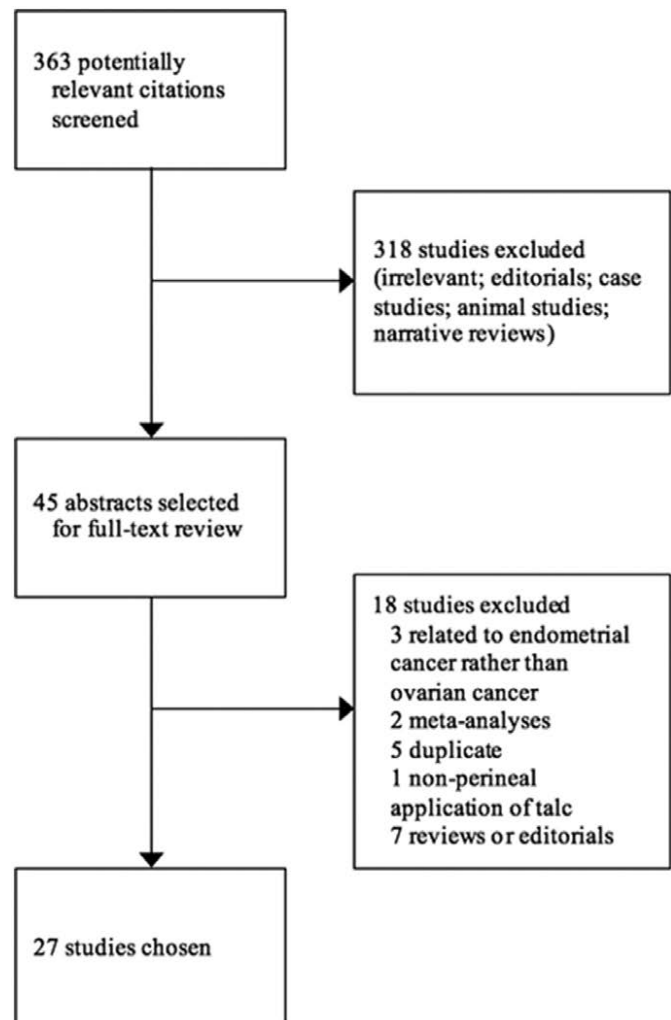 363 potentially
relevant citations
screened
318 studies excluded
(irrelevant; editorials; case
studies; animal studies;
narrative reviews)
45 abstracts selected
for full-text review
18 studies excluded
3 related to endometrial
cancer rather than
ovarian cancer
2 meta-analyses
5 duplicate
1 non-perineal
application of talc
7 reviews or editorials
27 studies chosen